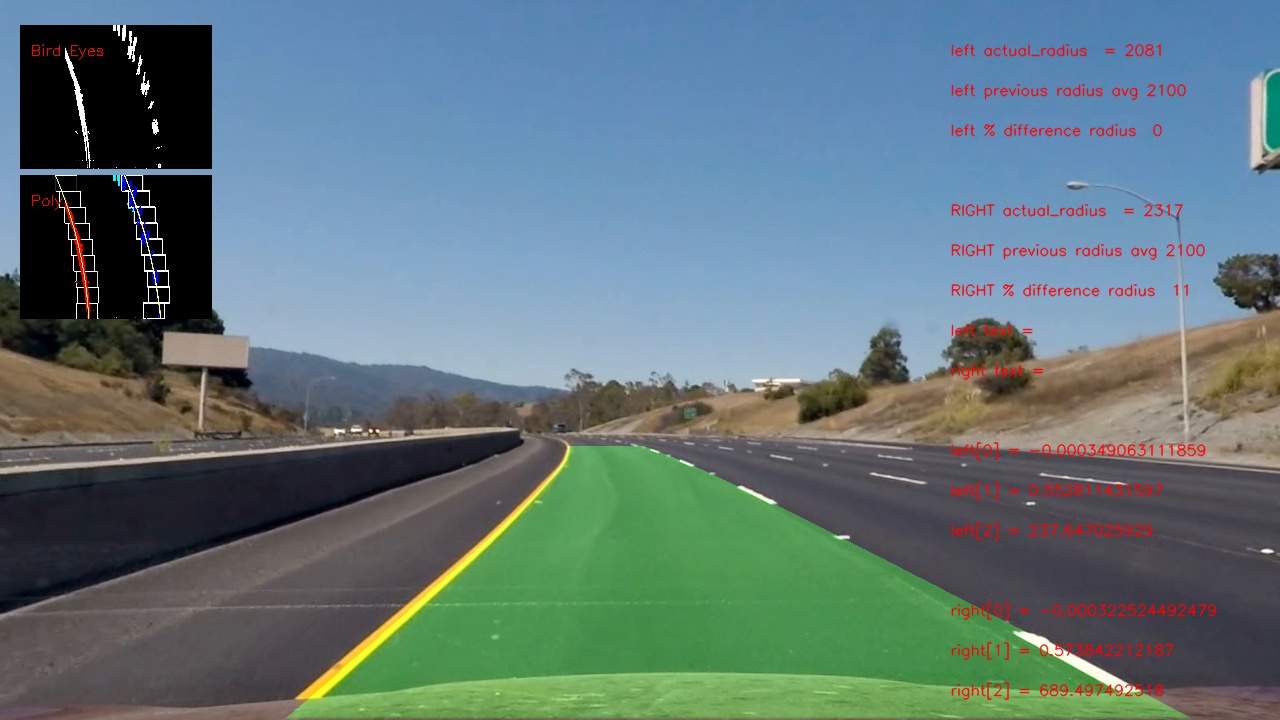 Bird Eyes
Poly
left actual_radius = 2081
left previous radius avg 2100
left % difference radius 0
RIGHT actual_radius = 2317
RIGHT previous radius avg 2100
RIGHT % difference radius 11
left text =
right text =
left[0] = -0.000349063111859
left[1] = 0.552811431597
left[2] = 237.647025929
right[0] = -0.000322524492479
right[1] = 0.573842212187
right[2] = 689.497492518